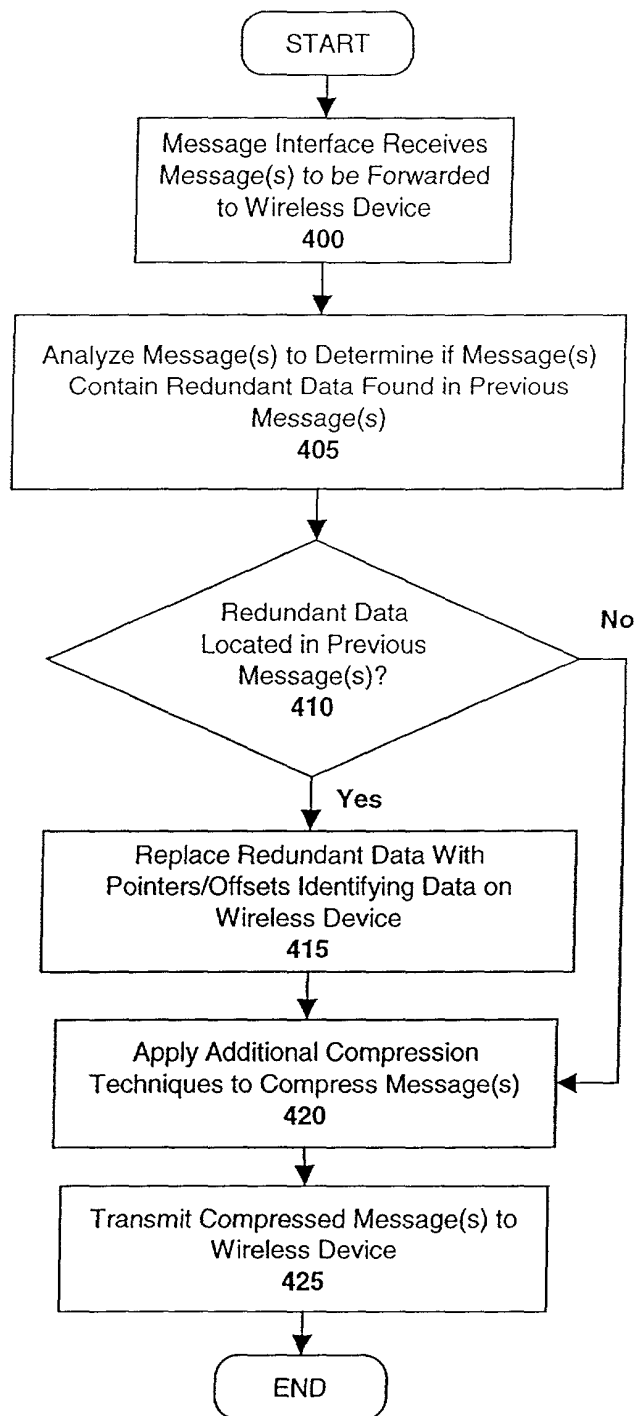 START
Message Interface Receives
Message(s) to be Forwarded
to Wireless Device
400
Analyze Message(s) to Determine if Message(s)
Contain Redundant Data Found in Previous
Message(s)
405
Redundant Data
Located in Previous
Message(s)?
410
No
Yes
Replace Redundant Data With
Pointers/Offsets Identifying Data on
Wireless Device
415
Apply Additional Compression
Techniques to Compress Message(s)
420
Transmit Compressed Message(s) to
Wireless Device
425
END